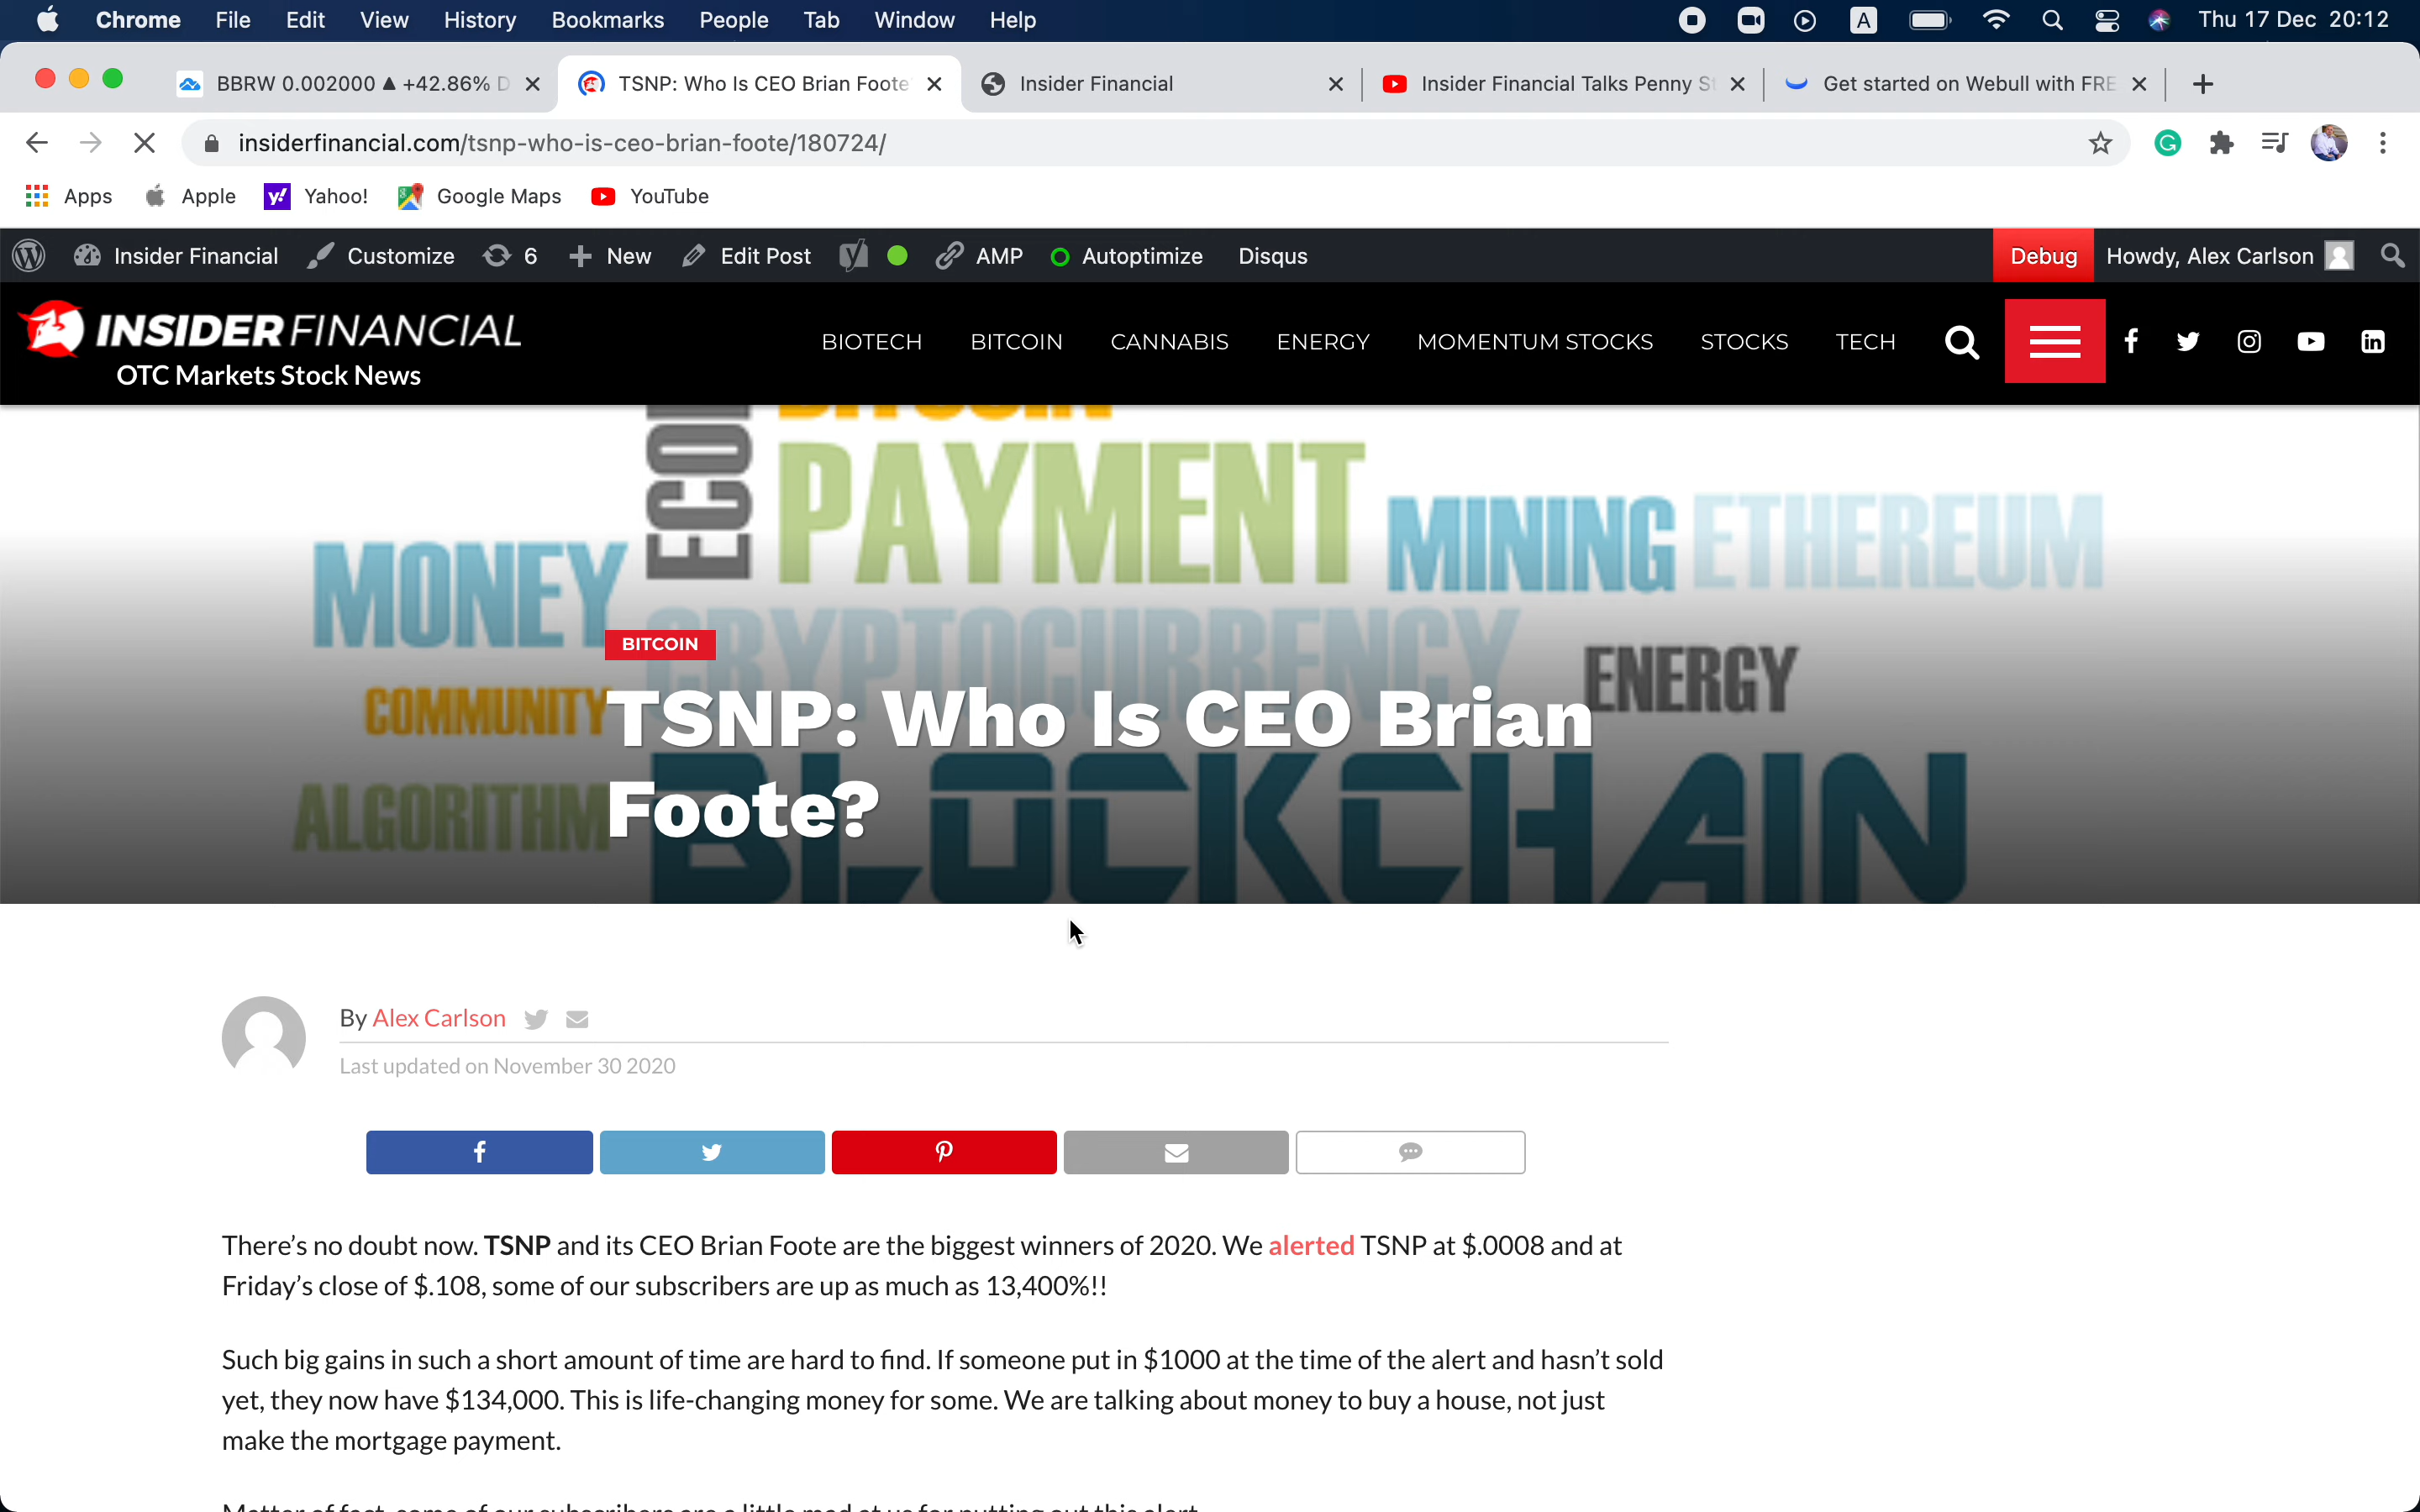 Chrome File Edit View History Bookmarks People Tab Window Help A Thu 17 Dec 20:12
BBRW 0.002000 ▲ +42.86% D TSNP: Who Is CEO Brian Foote Insider Financial Insider Financial Talks Penny St Get started on Webull with FRE
insiderfinancial.com/tsnp-who-is-ceo-brian-foote/180724/
Apps Apple Yahoo! Google Maps YouTube
Insider Financial Customize 6 New Edit Post AMP Autoptimize Disqus Debug Howdy, Alex Carlson
INSIDER FINANCIAL
OTC Markets Stock News
BIOTECH BITCOIN CANNABIS ENERGY MOMENTUM STOCKS STOCKS TECH
PAYMENT
MINING ETHEREUM
MONEY
CRYPTOCURRENCY
BITCOIN
ENERGY
COMMUNITY
TSNP: Who Is CEO Brian
Foote?
ALGORITHM
BLOCKCHAIN
By Alex Carlson
Last updated on November 30 2020
There's no doubt now. TSNP and its CEO Brian Foote are the biggest winners of 2020. We alerted TSNP at $.0008 and at
Friday's close of $.108, some of our subscribers are up as much as 13,400%!!
Such big gains in such a short amount of time are hard to find. If someone put in $1000 at the time of the alert and hasn't sold
yet, they now have $134,000. This is life-changing money for some. We are talking about money to buy a house, not just
make the mortgage payment.